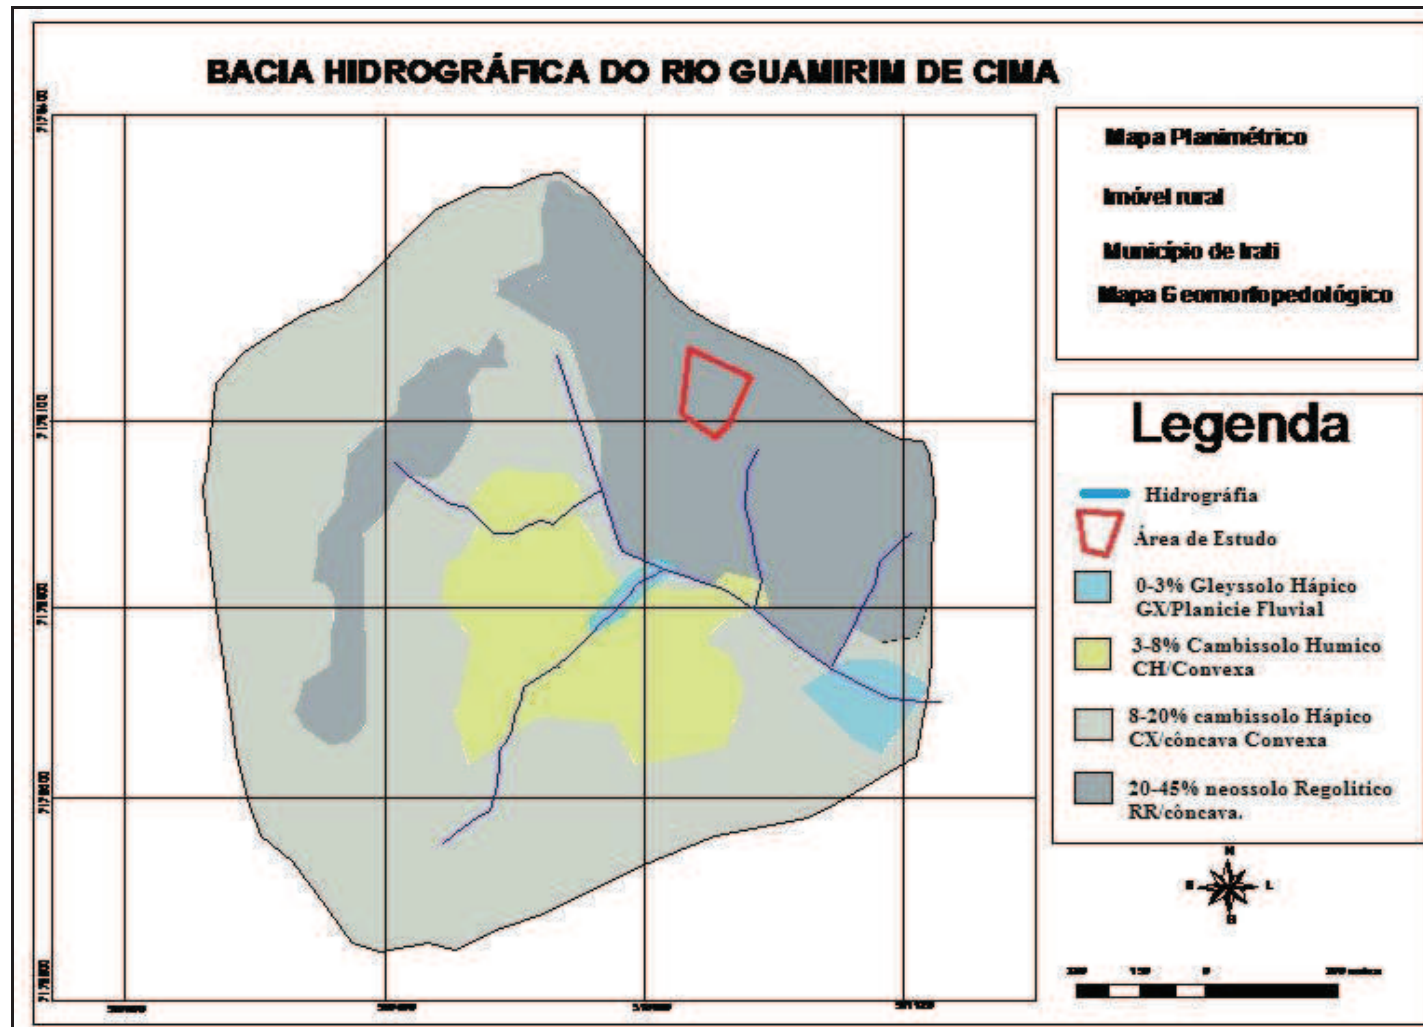 BACIA HIDROGRÁFICA DO RIO GUAMIRIM DE CIMA
Mapa Planimétrico
Imóvel rural
Município de Irati
Mapa Geomorfopedológico
Legenda
Hidrográfia
Área de Estudo
0-3% Gleyssolo Hápico
GX/Planicie Fluvial
3-8% Cambissolo Humico
CH/Convexa
8-20% cambissolo Hápico
CX/côncava Convexa
20-45% neossolo Regolitico
RR/côncava.
N
L